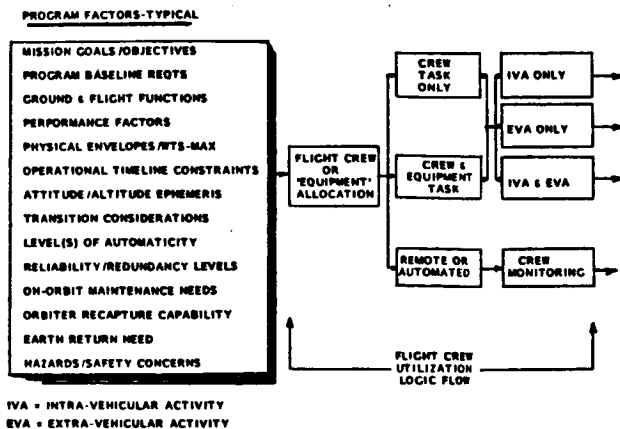 PROGRAM FACTORS-TYPICAL
MISSION GOALS/OBJECTIVES
PROGRAM BASELINE REQTS
GROUND & FLIGHT FUNCTIONS
PERFORMANCE FACTORS
PHYSICAL ENVELOPES/WTS-MAX
OPERATIONAL TIMELINE CONSTRAINTS
ATTITUDE/ALTITUDE EPHEMERIS
TRANSITION CONSIDERATIONS
LEVEL(S) OF AUTOMATICITY
RELIABILITY/REDUNDANCY LEVELS
ON-ORBIT MAINTENANCE NEEDS
ORBITER RECAPTURE CAPABILITY
EARTH RETURN NEED
HAZARDS/SAFETY CONCERNS
FLIGHT CREW
OR
'EQUIPMENT'
ALLOCATION
CREW
TASK
ONLY
CREW &
EQUIPMENT
TASK
REMOTE OR
AUTOMATED
IVA ONLY
EVA ONLY
IVA & EVA
CREW
MONITORING
FLIGHT CREW
UTILIZATION
LOGIC FLOW
IVA = INTRA-VEHICULAR ACTIVITY
EVA = EXTRA-VEHICULAR ACTIVITY